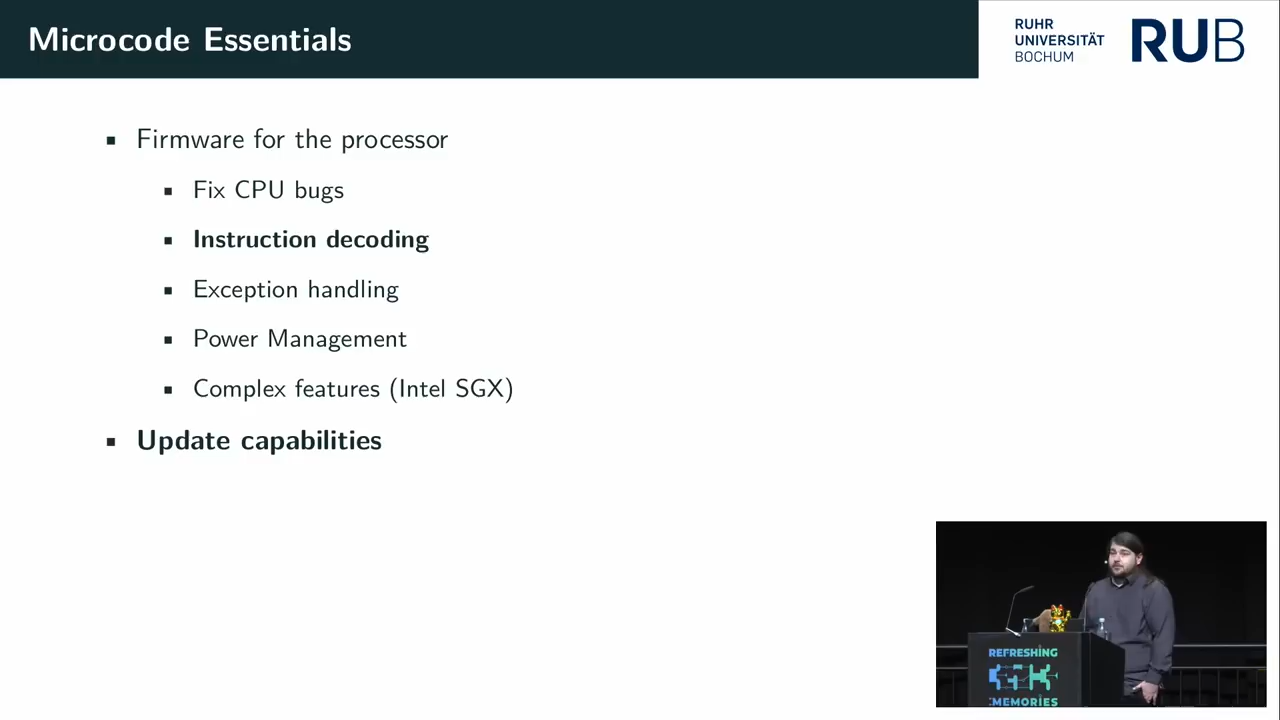 Microcode Essentials
RUHR
UNIVERSITÄT
BOCHUM
RUB
Firmware for the processor
Fix CPU bugs
Instruction decoding
Exception handling
Power Management
Complex features (Intel SGX)
Update capabilities
REFRESHING
:MEMORIES